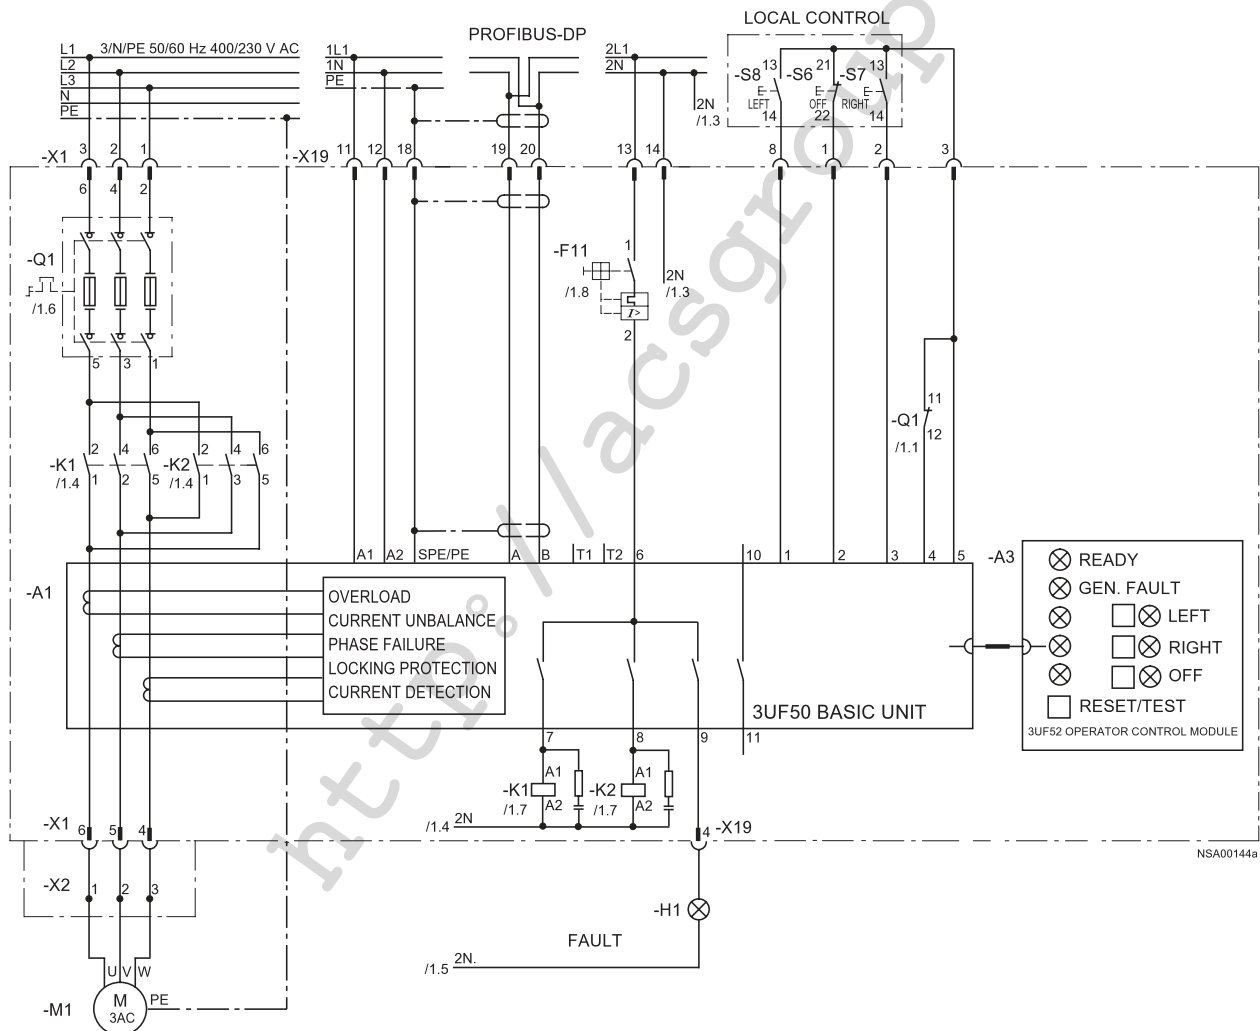 LOCAL CONTROL
PROFIBUS-DP
L1 3/N/PE 50/60 Hz 400/230 V AC
L2
L3
N
PE
1L1
1N
PE
2L1
2N
2N
/1.3
-S8 13
LEFT
14
-S6 21
OFF
22
-S7 13
RIGHT
14
-X1 3 2 1
-X19 11 12 18 19 20 13 14 8 1 2 3
6 4 2
-Q1
/1.6
5 3 1
-F11
/1.8
1
I>
2
2N
/1.3
-Q1
/1.1
11
12
-K1
/1.4
2 4 6
1 2 5
-K2
/1.4
2 4 6
1 3 5
A1 A2 SPE/PE A B T1 T2 6 10 1 2 3 4 5
-A1
OVERLOAD
CURRENT UNBALANCE
PHASE FAILURE
LOCKING PROTECTION
CURRENT DETECTION
3UF50 BASIC UNIT
-A3
READY
GEN. FAULT
LEFT
RIGHT
OFF
RESET/TEST
3UF52 OPERATOR CONTROL MODULE
7 8 9 11
-K1
/1.7
A1
A2
-K2
/1.7
A1
A2
/1.4 2N
-X1 6 5 4
4 -X19
NSA00144a
-X2 1 2 3
-H1
FAULT
/1.5 2N.
U V W
-M1
M
3AC
PE
http://acsgroup